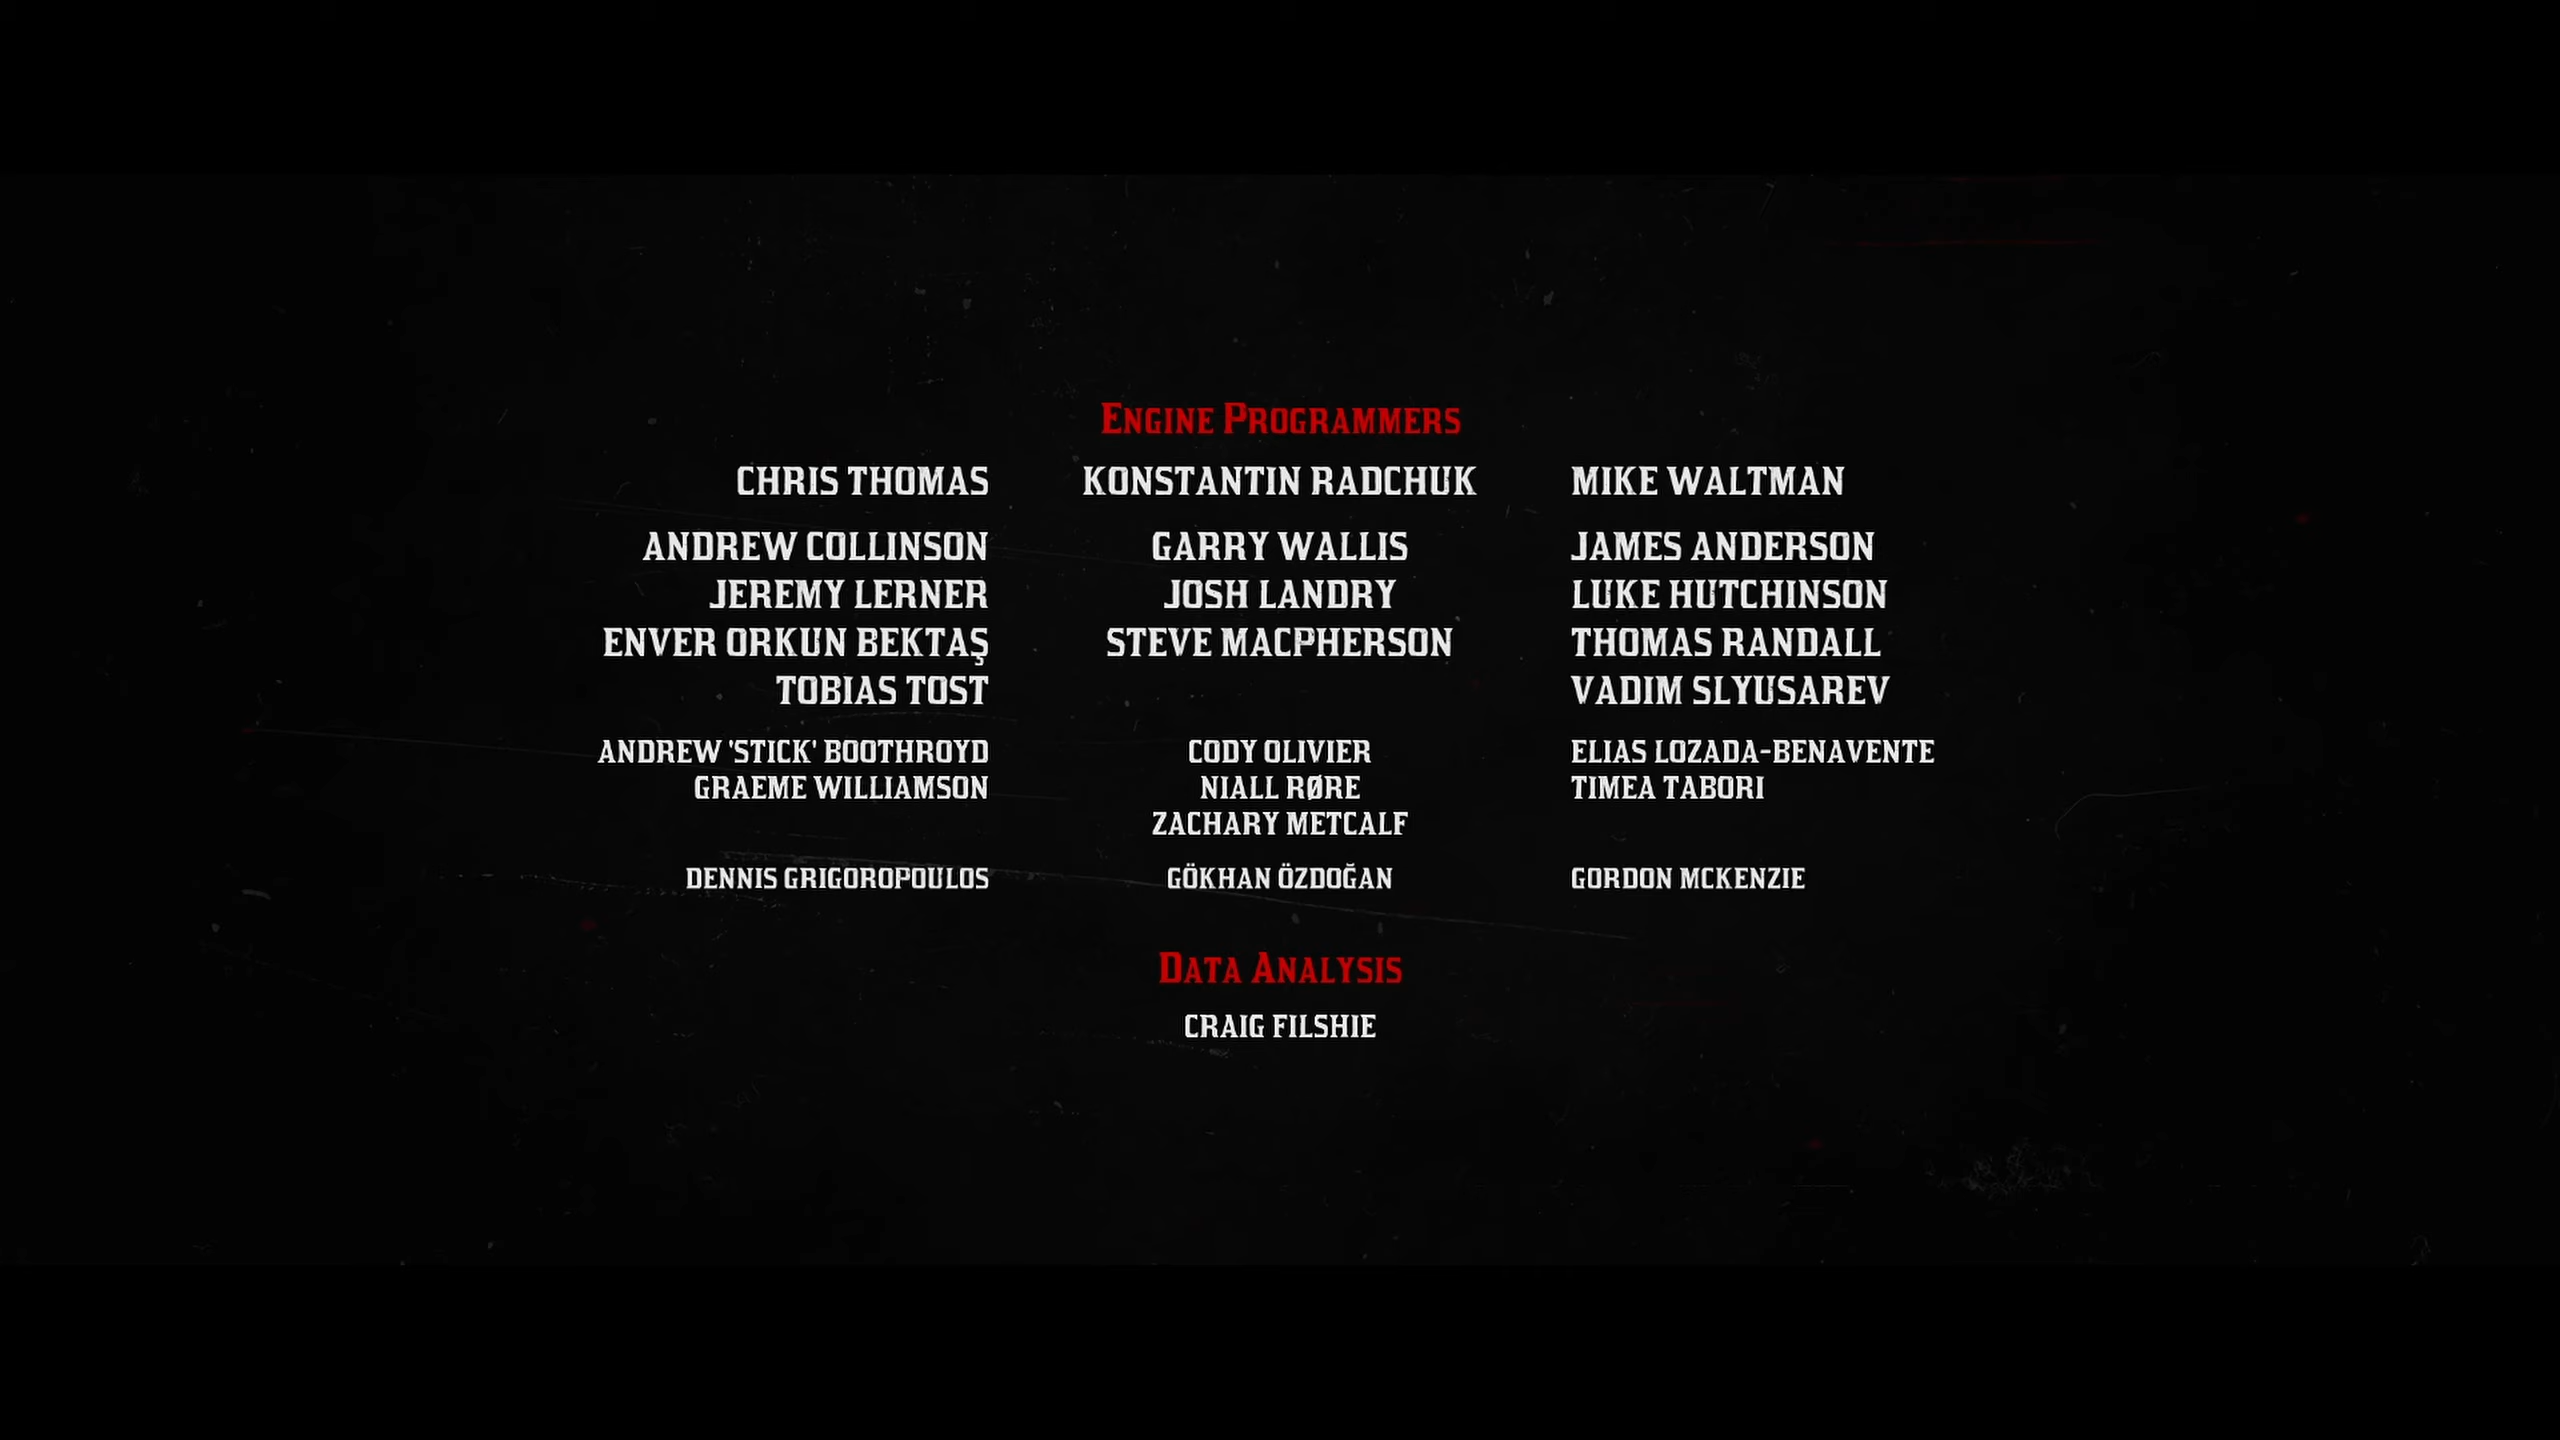 Engine Programmers
CHRIS THOMAS KONSTANTIN RADCHUK MIKE WALTMAN
ANDREW COLLINSON GARRY WALLIS JAMES ANDERSON
JEREMY LERNER JOSH LANDRY LUKE HUTCHINSON
ENVER ORKUN BEKTAŞ STEVE MACPHERSON THOMAS RANDALL
TOBIAS TOST VADIM SLYUSAREV
ANDREW 'STICK' BOOTHROYD CODY OLIVIER ELIAS LOZADA-BENAVENTE
GRAEME WILLIAMSON NIALL RØRE TIMEA TABORI
ZACHARY METCALF
DENNIS GRIGOROPOULOS GÖKHAN ÖZDOĞAN GORDON MCKENZIE
Data Analysis
CRAIG FILSHIE